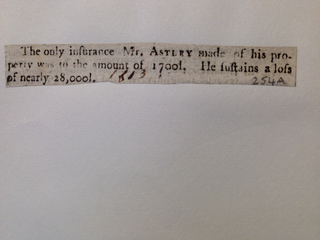 The only insurance Mr. ASTLEY made of his pro-
perty was to the amount of 1700l. He sustains a loss
of nearly 28,000l. 1803
254A